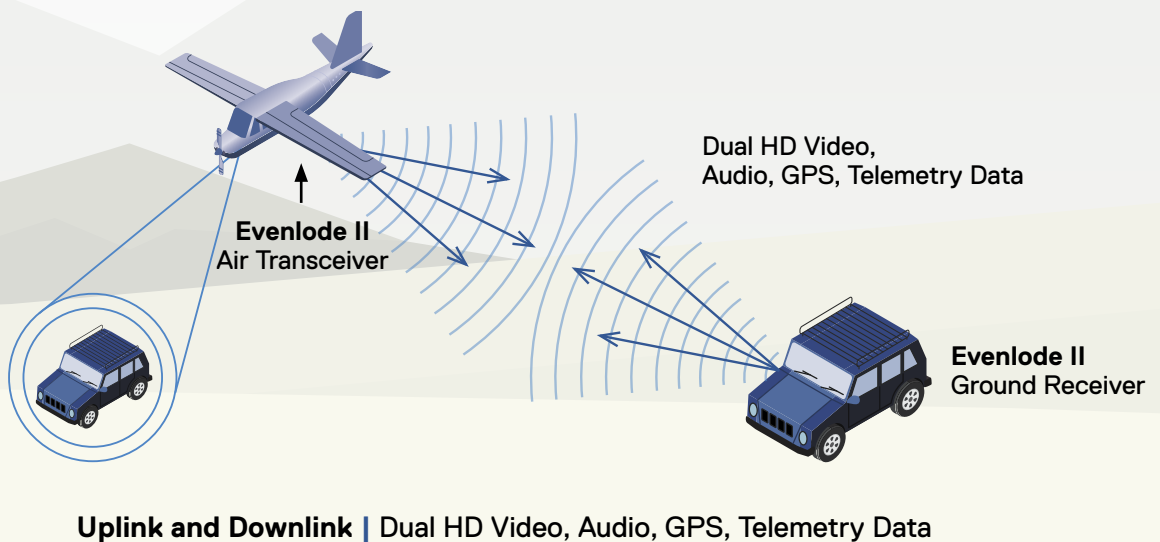 Dual HD Video,
Audio, GPS, Telemetry Data
Evenlode II
Air Transceiver
Evenlode II
Ground Receiver
Uplink and Downlink | Dual HD Video, Audio, GPS, Telemetry Data